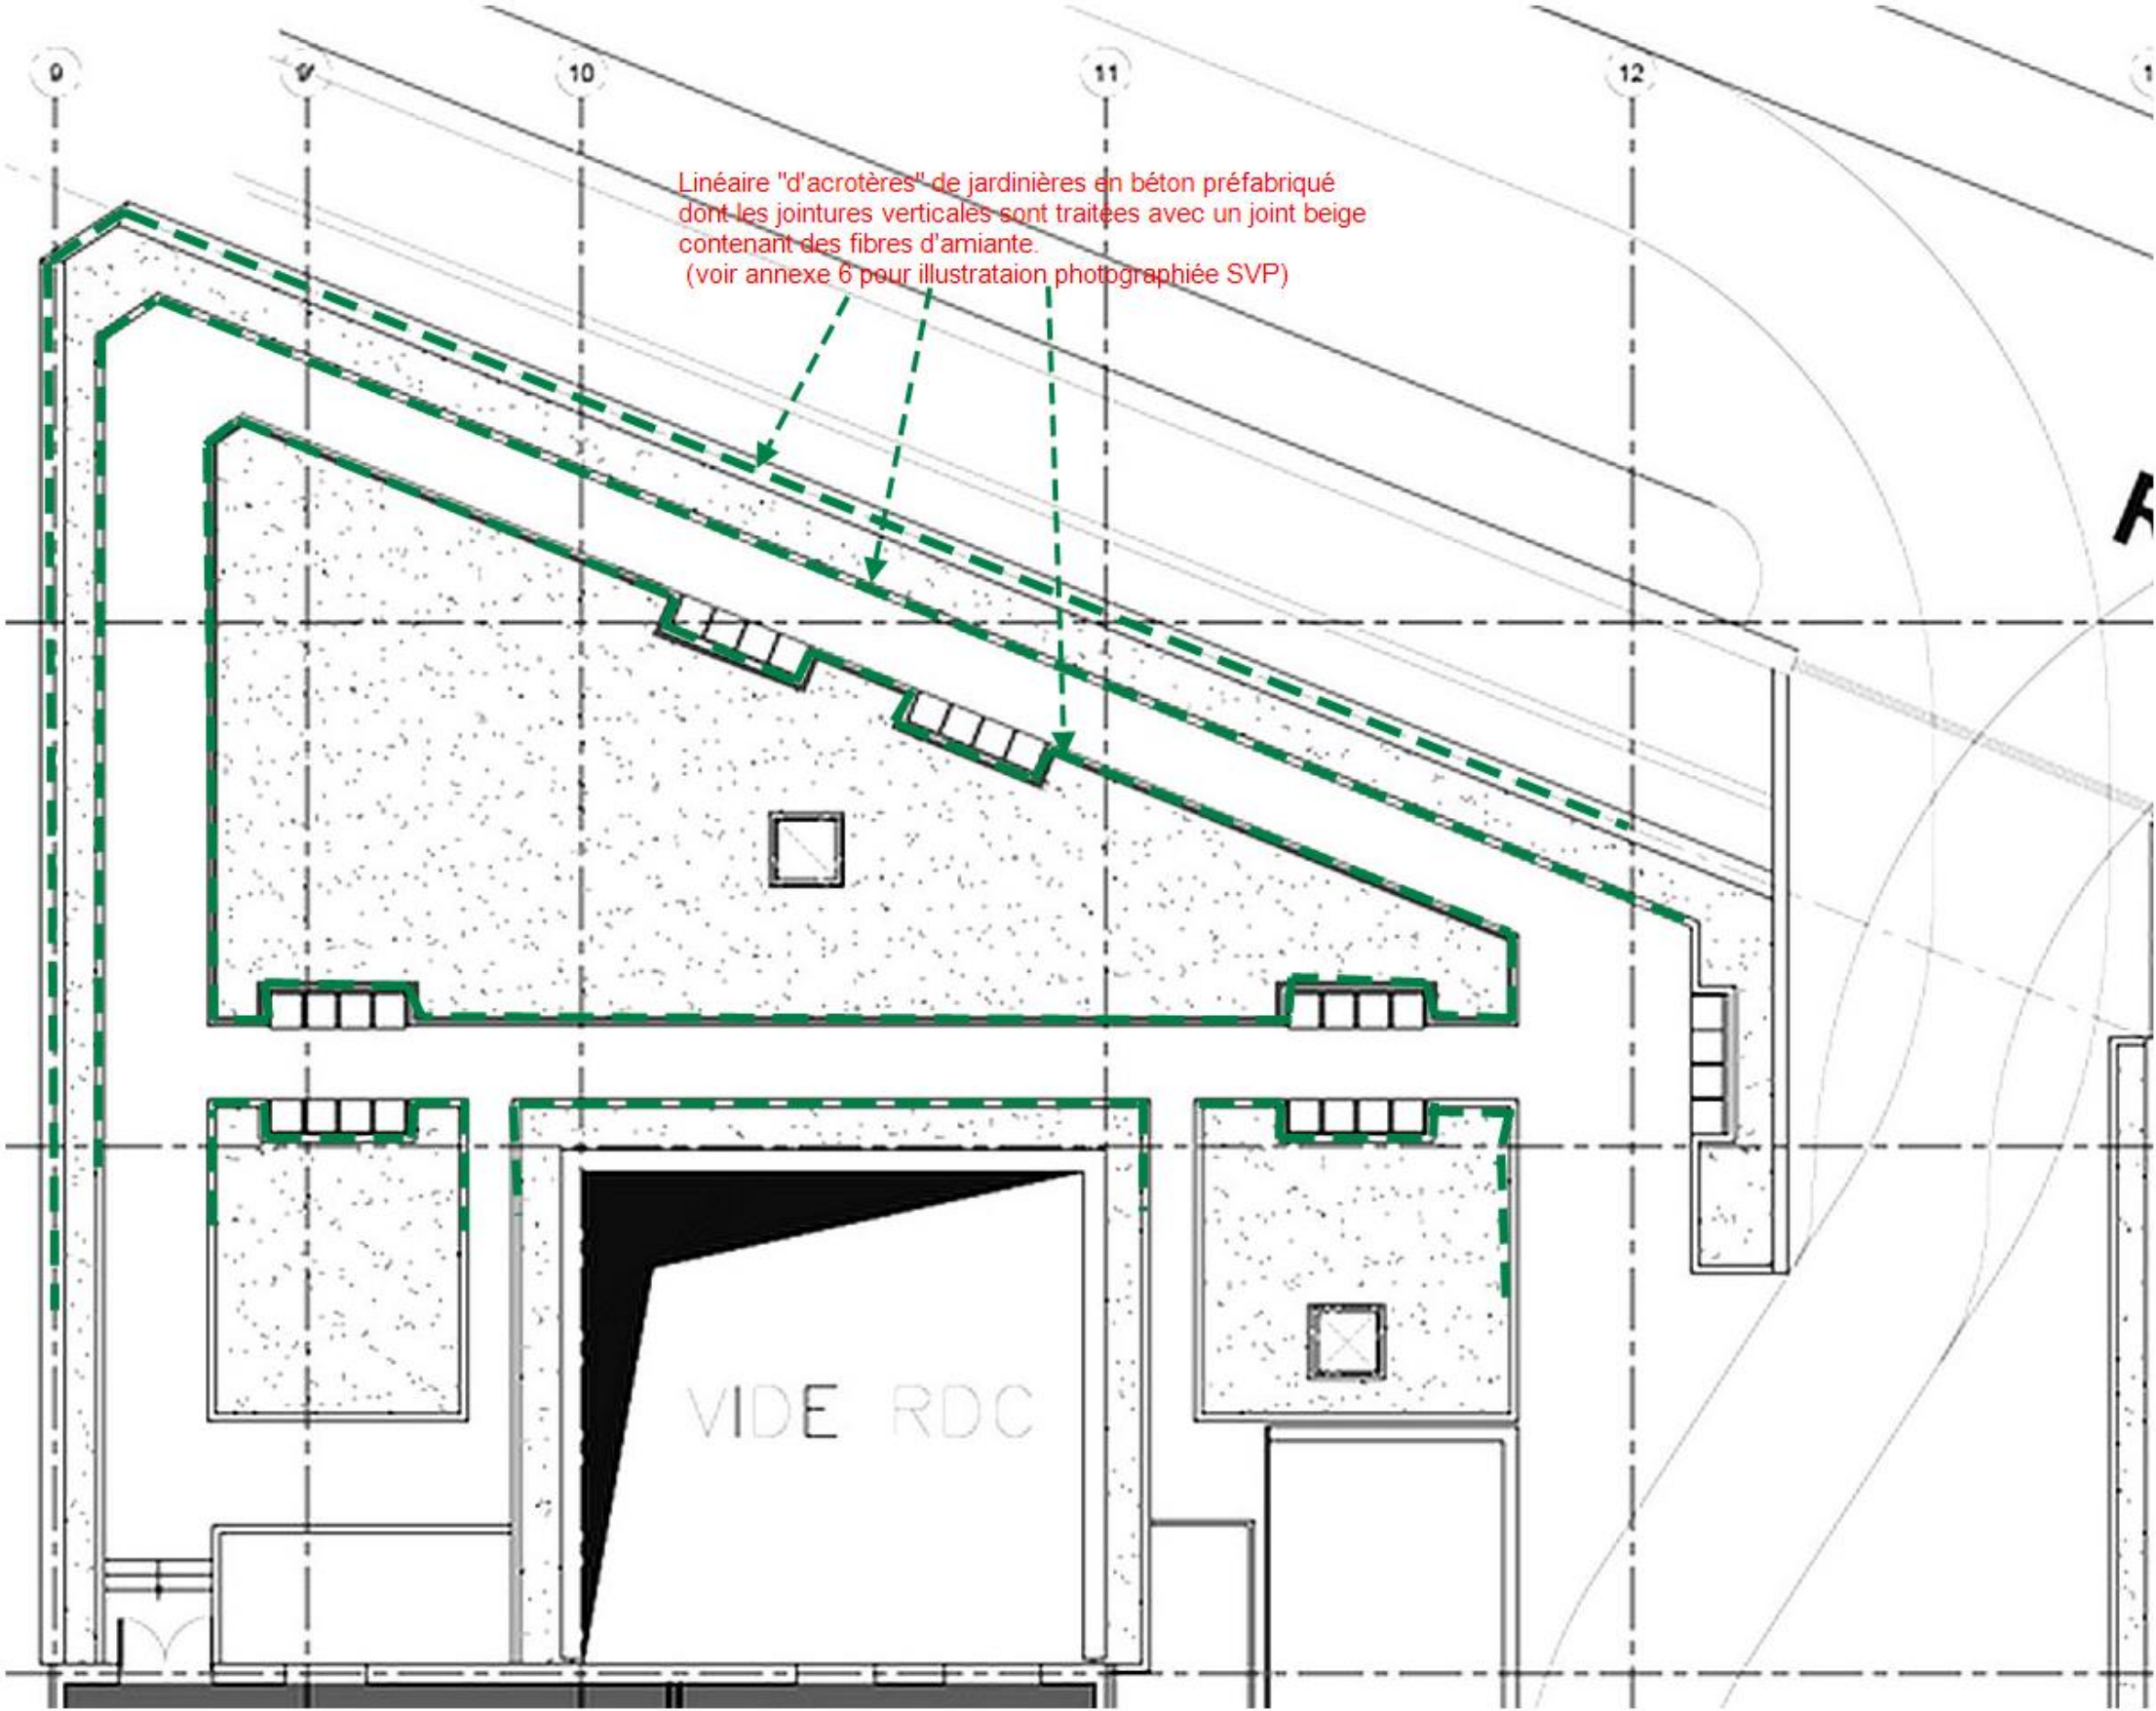 9
9'
10
11
12
Linéaire "d'acrotères" de jardinières en béton préfabriqué
dont les jointures verticales sont traitées avec un joint beige
contenant des fibres d'amiante.
(voir annexe 6 pour illustrataion photographiée SVP)
VIDE RDC